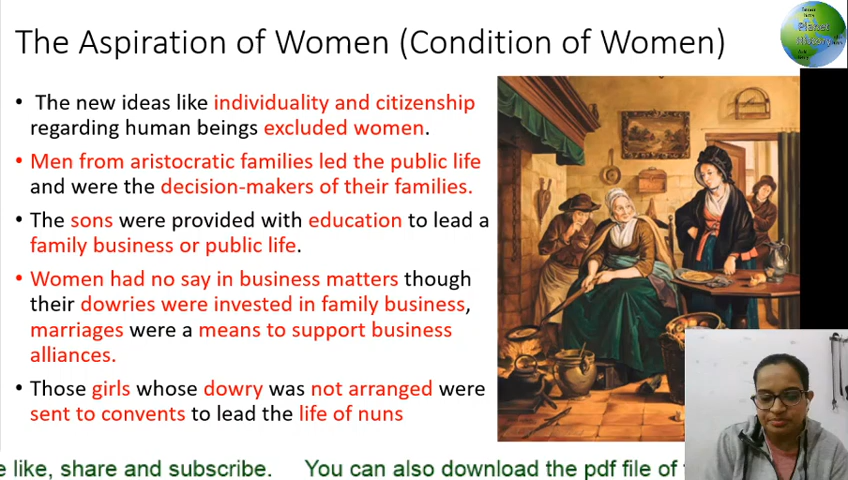 The Aspiration of Women (Condition of Women)
Planet
History
• The new ideas like individuality and citizenship
regarding human beings excluded women.
• Men from aristocratic families led the public life
and were the decision-makers of their families.
• The sons were provided with education to lead a
family business or public life.
• Women had no say in business matters though
their dowries were invested in family business,
marriages were a means to support business
alliances.
• Those girls whose dowry was not arranged were
sent to convents to lead the life of nuns
e like, share and subscribe. You can also download the pdf file of